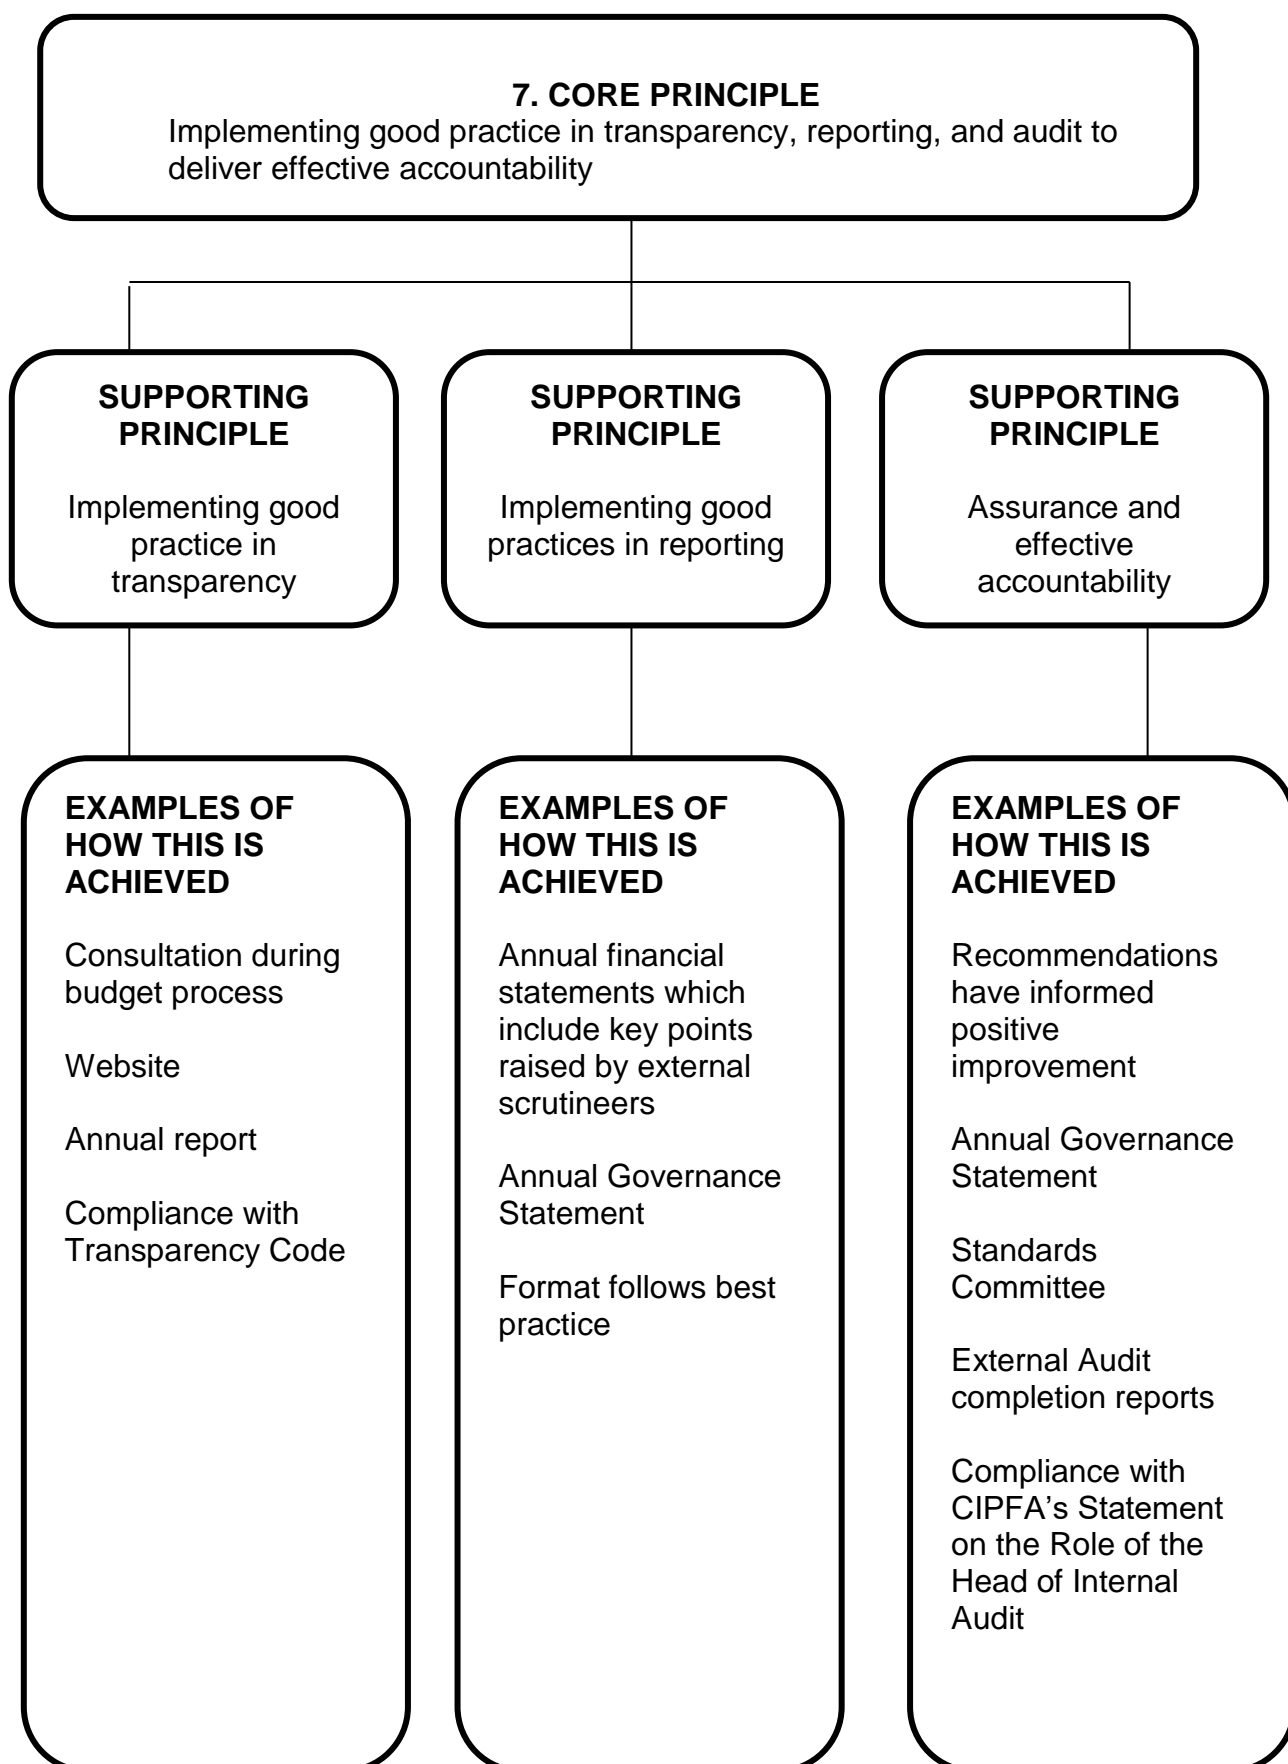 7. CORE PRINCIPLE
Implementing good practice in transparency, reporting, and audit to
deliver effective accountability
SUPPORTING
PRINCIPLE
Implementing good
practice in
transparency
SUPPORTING
PRINCIPLE
Implementing good
practices in reporting
SUPPORTING
PRINCIPLE
Assurance and
effective
accountability
EXAMPLES OF
HOW THIS IS
ACHIEVED
Consultation during
budget process
Website
Annual report
Compliance with
Transparency Code
EXAMPLES OF
HOW THIS IS
ACHIEVED
Annual financial
statements which
include key points
raised by external
scrutineers
Annual Governance
Statement
Format follows best
practice
EXAMPLES OF
HOW THIS IS
ACHIEVED
Recommendations
have informed
positive
improvement
Annual Governance
Statement
Standards
Committee
External Audit
completion reports
Compliance with
CIPFA’s Statement
on the Role of the
Head of Internal
Audit